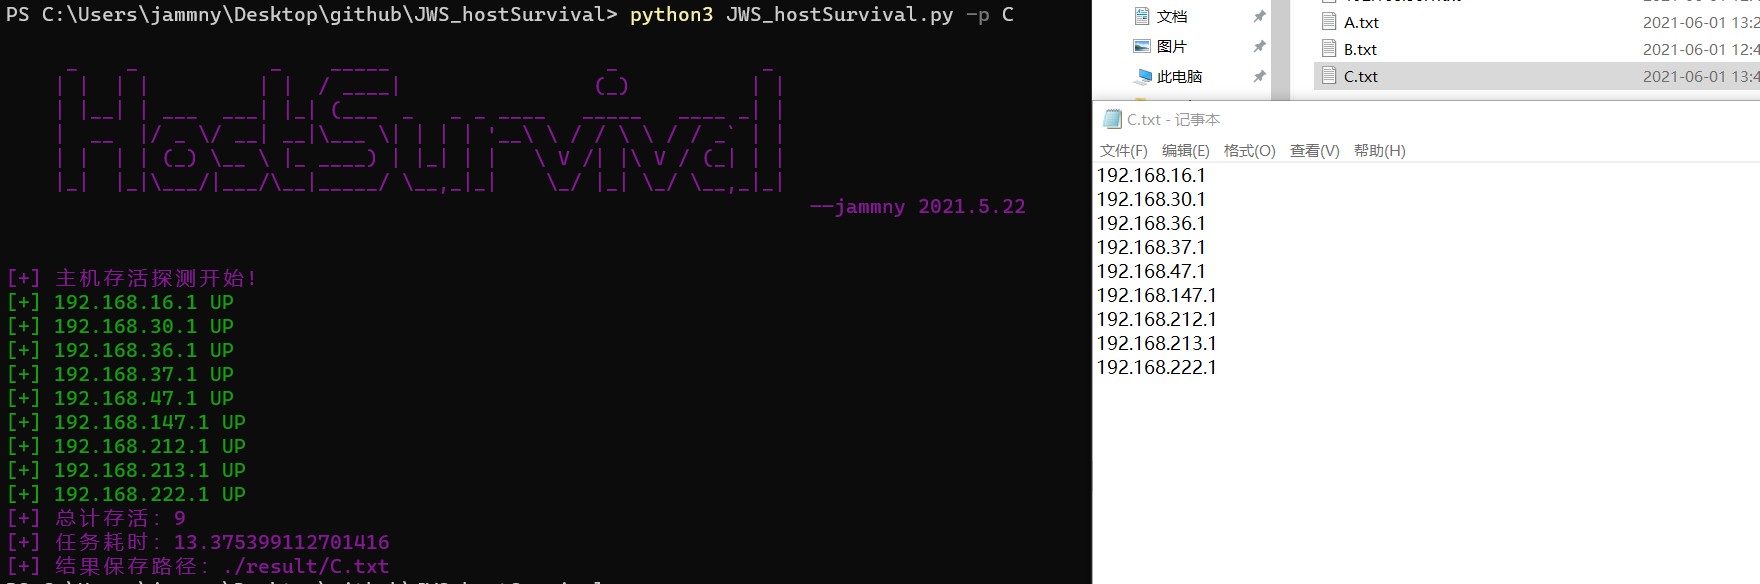 PS C:\Users\jammny\Desktop\github\JWS_hostSurvival> python3 JWS_hostSurvival.py -p C
HostSurvival
--jammny 2021.5.22
[+] 主机存活探测开始!
[+] 192.168.16.1 UP
[+] 192.168.30.1 UP
[+] 192.168.36.1 UP
[+] 192.168.37.1 UP
[+] 192.168.47.1 UP
[+] 192.168.147.1 UP
[+] 192.168.212.1 UP
[+] 192.168.213.1 UP
[+] 192.168.222.1 UP
[+] 总计存活: 9
[+] 任务耗时: 13.375399112701416
[+] 结果保存路径: ./result/C.txt
文档
图片
此电脑
A.txt 2021-06-01 13:2
B.txt 2021-06-01 12:4
C.txt 2021-06-01 13:4
C.txt - 记事本
文件(F) 编辑(E) 格式(O) 查看(V) 帮助(H)
192.168.16.1
192.168.30.1
192.168.36.1
192.168.37.1
192.168.47.1
192.168.147.1
192.168.212.1
192.168.213.1
192.168.222.1